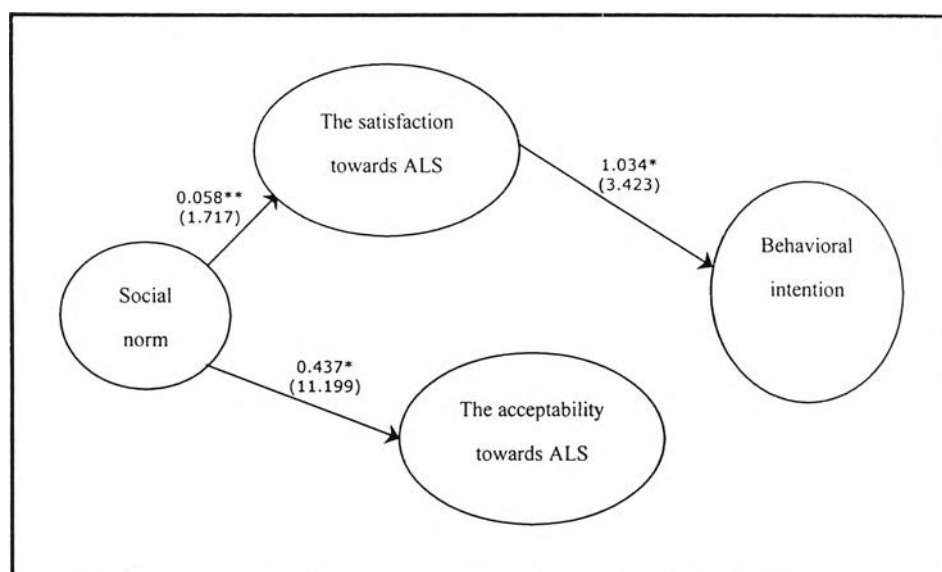 The satisfaction
towards ALS
1.034*
(3.423)
0.058**
(1.717)
Behavioral
intention
Social
norm
0.437*
(11.199)
The acceptability
towards ALS